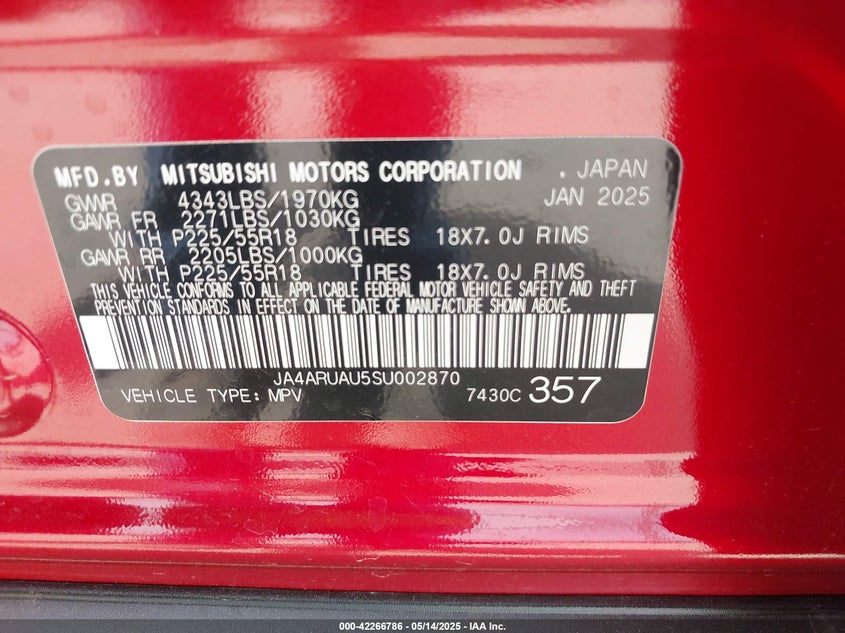 MFD.BY MITSUBISHI MOTORS CORPORATION . JAPAN
GVWR 4343LBS/1970KG JAN 2025
GAWR FR 2271LBS/1030KG
WITH P225/55R18 TIRES 18X7.0J RIMS
GAWR RR 2205LBS/1000KG
WITH P225/55R18 TIRES 18X7.0J RIMS
THIS VEHICLE CONFORMS TO ALL APPLICABLE FEDERAL MOTOR VEHICLE SAFETY AND THEFT
PREVENTION STANDARDS IN EFFECT ON THE DATE OF MANUFACTURE SHOWN ABOVE.
JA4ARUAU5SU002870
VEHICLE TYPE: MPV 7430C 357
000-42266786 - 05/14/2025 - IAA Inc.